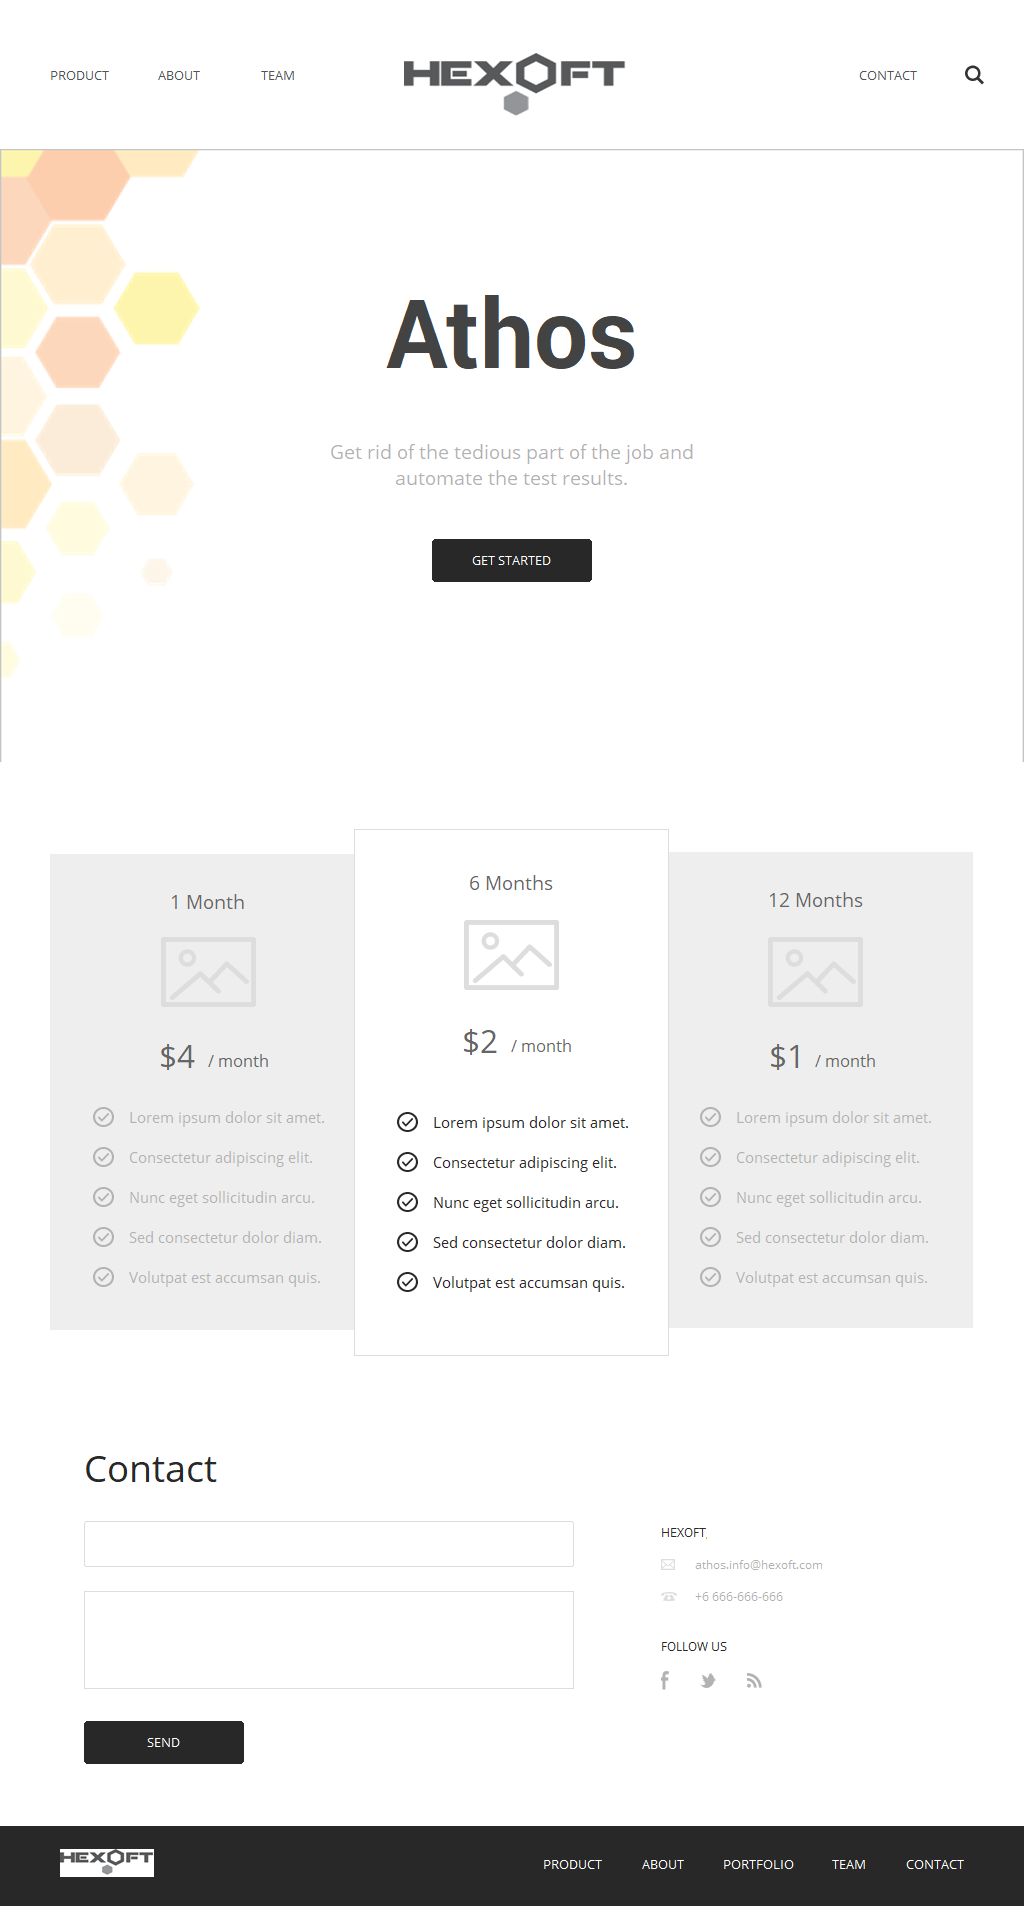 PRODUCT ABOUT TEAM HEXOFT CONTACT
Athos
Get rid of the tedious part of the job and
automate the test results.
GET STARTED
1 Month
$4 / month
Lorem ipsum dolor sit amet.
Consectetur adipiscing elit.
Nunc eget sollicitudin arcu.
Sed consectetur dolor diam.
Volutpat est accumsan quis.
6 Months
$2 / month
Lorem ipsum dolor sit amet.
Consectetur adipiscing elit.
Nunc eget sollicitudin arcu.
Sed consectetur dolor diam.
Volutpat est accumsan quis.
12 Months
$1 / month
Lorem ipsum dolor sit amet.
Consectetur adipiscing elit.
Nunc eget sollicitudin arcu.
Sed consectetur dolor diam.
Volutpat est accumsan quis.
Contact
SEND
HEXOFT
athos.info@hexoft.com
+6 666-666-666
FOLLOW US
HEXOFT PRODUCT ABOUT PORTFOLIO TEAM CONTACT